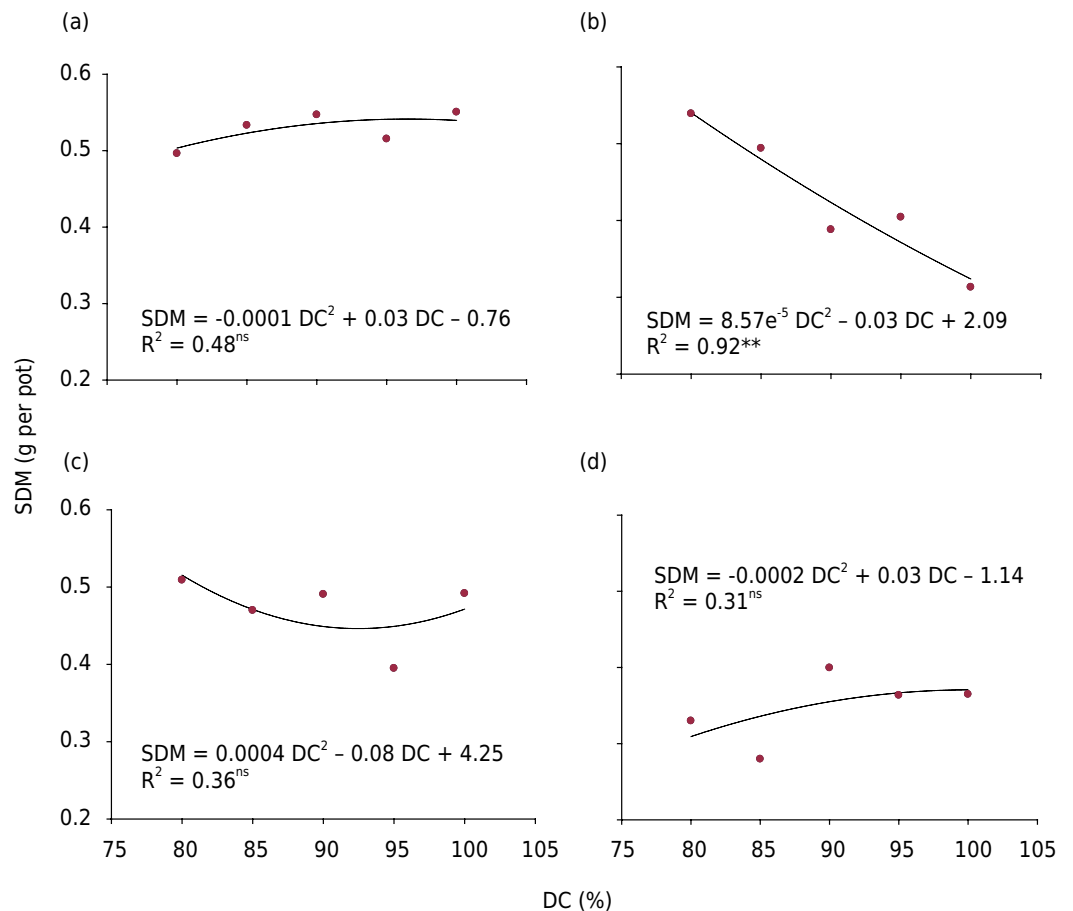 (a)
(b)
0.6
0.5
0.4
0.3
0.2
SDM = -0.0001 DC² + 0.03 DC – 0.76
R² = 0.48ⁿˢ
SDM = 8.57e⁻⁵ DC² – 0.03 DC + 2.09
R² = 0.92**
SDM (g per pot)
(c)
(d)
0.6
0.5
0.4
0.3
0.2
SDM = 0.0004 DC² – 0.08 DC + 4.25
R² = 0.36ⁿˢ
SDM = -0.0002 DC² + 0.03 DC – 1.14
R² = 0.31ⁿˢ
75 80 85 90 95 100 105
75 80 85 90 95 100 105
DC (%)